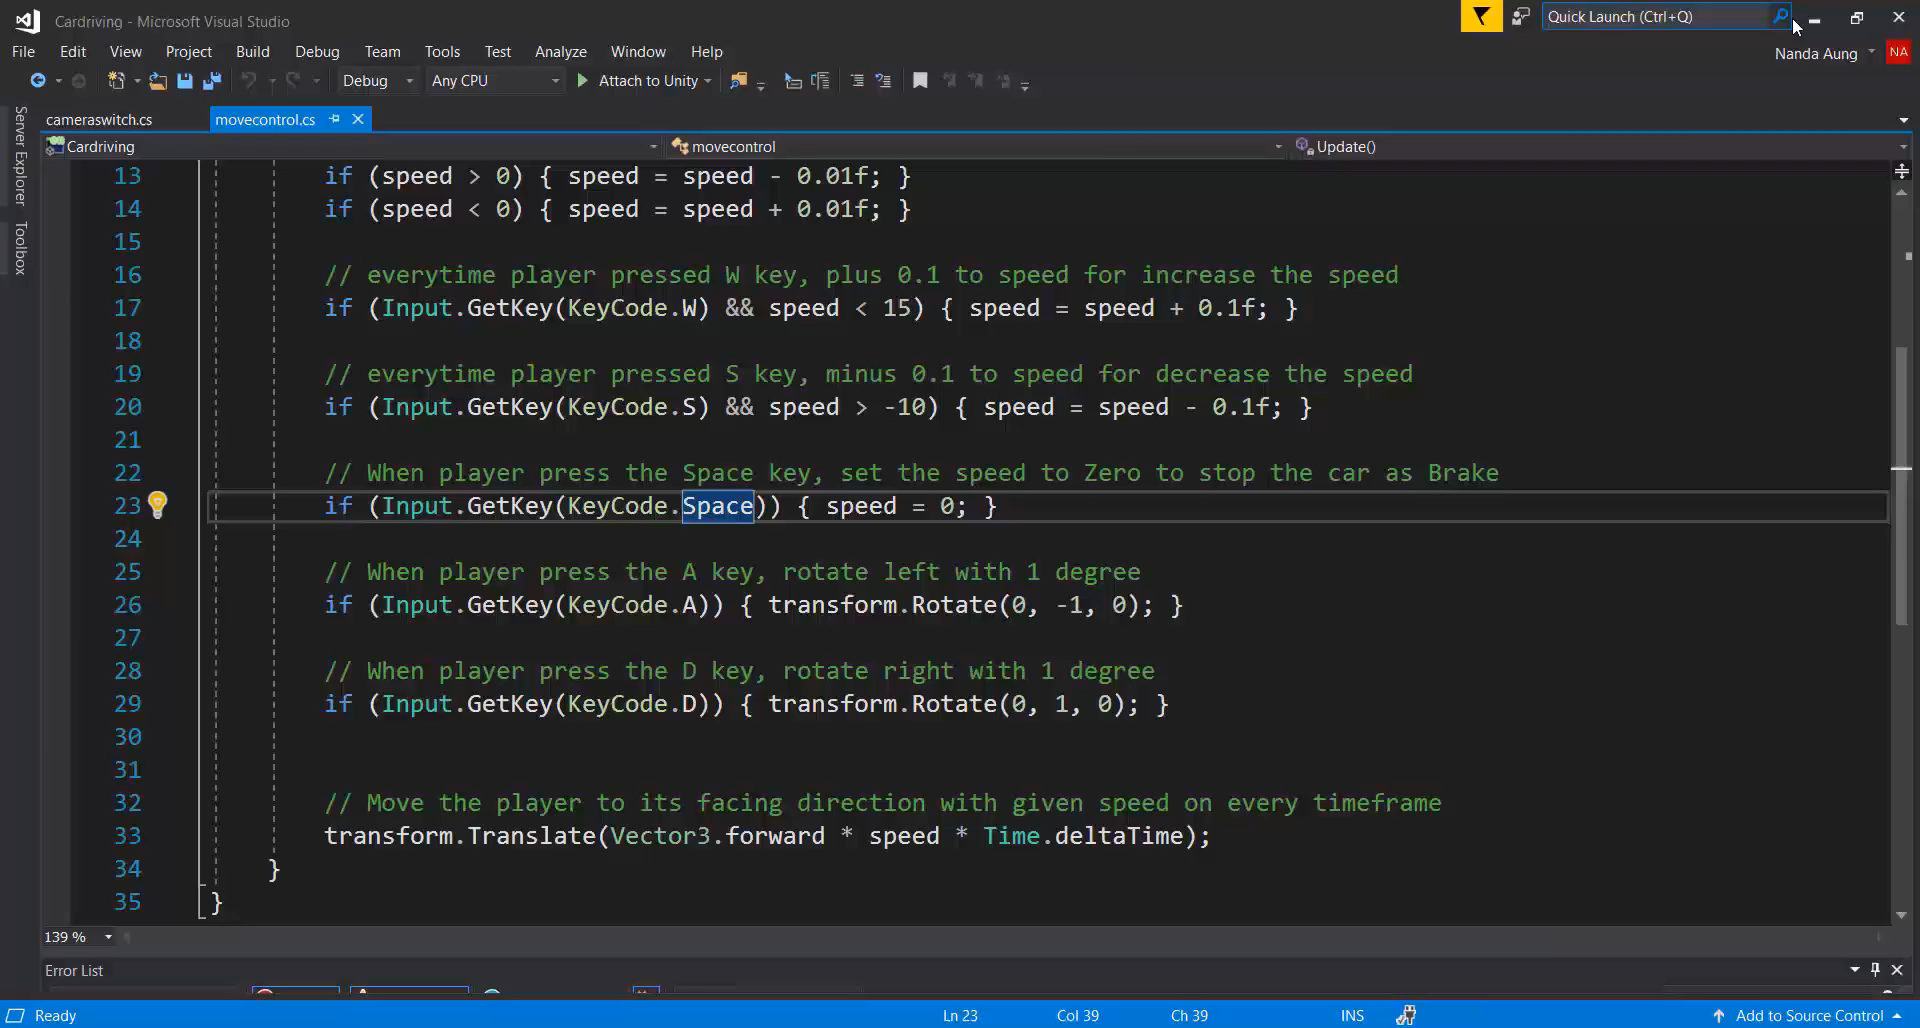 Cardriving - Microsoft Visual Studio
Quick Launch (Ctrl+Q)
File Edit View Project Build Debug Team Tools Test Analyze Window Help
Nanda Aung NA
Debug Any CPU Attach to Unity
Server Explorer
Toolbox
cameraswitch.cs movecontrol.cs
Cardriving movecontrol Update()
13 if (speed > 0) { speed = speed - 0.01f; }
14 if (speed < 0) { speed = speed + 0.01f; }
15
16 // everytime player pressed W key, plus 0.1 to speed for increase the speed
17 if (Input.GetKey(KeyCode.W) && speed < 15) { speed = speed + 0.1f; }
18
19 // everytime player pressed S key, minus 0.1 to speed for decrease the speed
20 if (Input.GetKey(KeyCode.S) && speed > -10) { speed = speed - 0.1f; }
21
22 // When player press the Space key, set the speed to Zero to stop the car as Brake
23 if (Input.GetKey(KeyCode.Space)) { speed = 0; }
24
25 // When player press the A key, rotate left with 1 degree
26 if (Input.GetKey(KeyCode.A)) { transform.Rotate(0, -1, 0); }
27
28 // When player press the D key, rotate right with 1 degree
29 if (Input.GetKey(KeyCode.D)) { transform.Rotate(0, 1, 0); }
30
31
32 // Move the player to its facing direction with given speed on every timeframe
33 transform.Translate(Vector3.forward * speed * Time.deltaTime);
34 }
35 }
139 %
Error List
Ready Ln 23 Col 39 Ch 39 INS Add to Source Control